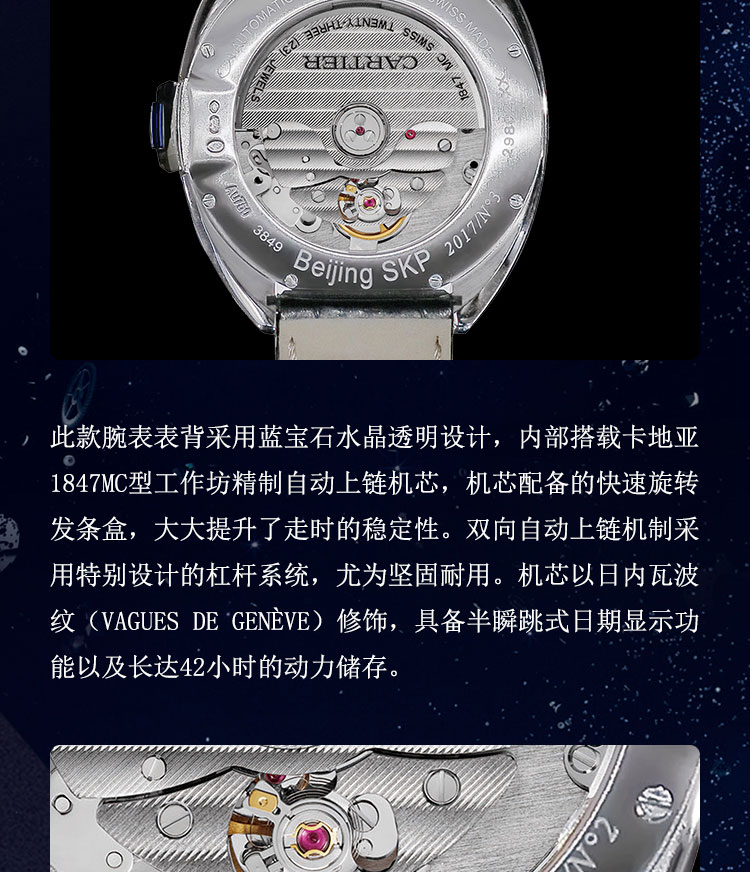 AUTOMATIC
SWISS MADE
1847 MC SWISS TWENTY-THREE (23) JEWELS
CARTIER
298 XX
AU750
3849
Beijing SKP
2017/N°3
此款腕表表背采用蓝宝石水晶透明设计，内部搭载卡地亚
1847MC型工作坊精制自动上链机芯，机芯配备的快速旋转
发条盒，大大提升了走时的稳定性。双向自动上链机制采
用特别设计的杠杆系统，尤为坚固耐用。机芯以日内瓦波
纹（VAGUES DE GENÈVE）修饰，具备半瞬跳式日期显示功
能以及长达42小时的动力储存。
/N°2